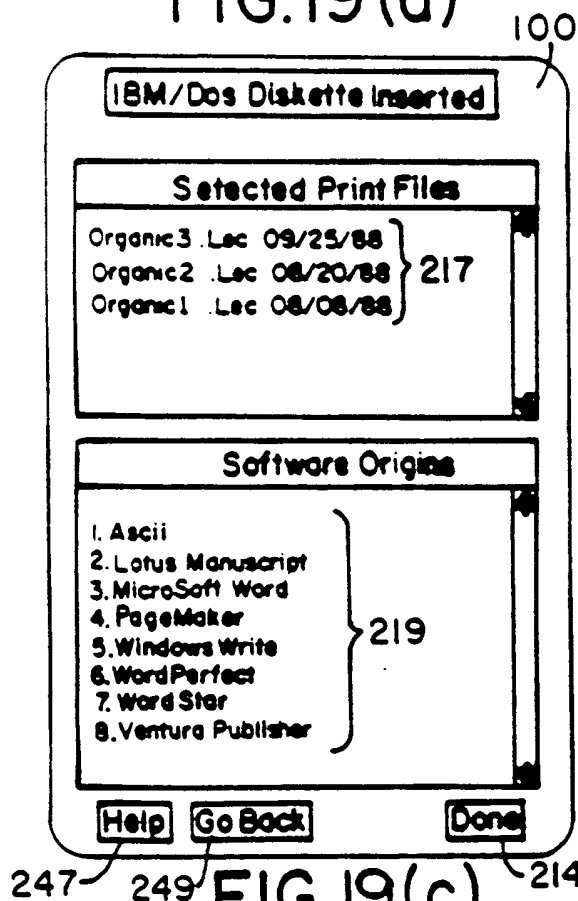 FIG.19(d)
100
IBM/Dos Diskette Inserted
Selected Print Files
Organic3 .Lec 09/25/88
Organic2 .Lec 08/20/88
Organic1 .Lec 08/08/88
217
Software Origins
1. Ascii
2. Lotus Manuscript
3. MicroSoft Word
4. PageMaker
5. Windows Write
6. WordPerfect
7. Word Star
8. Ventura Publisher
219
Help Go Back Done
247 249 FIG.19(c) 214